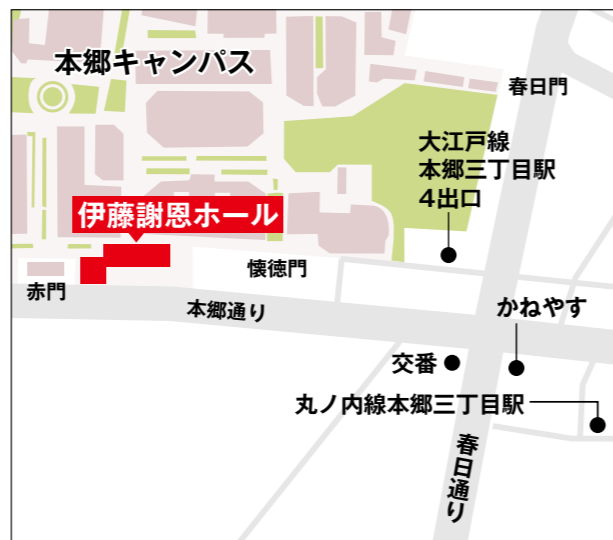 本郷キャンパス
春日門
大江戸線
本郷三丁目駅
4出口
伊藤謝恩ホール
懐徳門
赤門
本郷通り
かねやす
交番
丸ノ内線本郷三丁目駅
春日通り